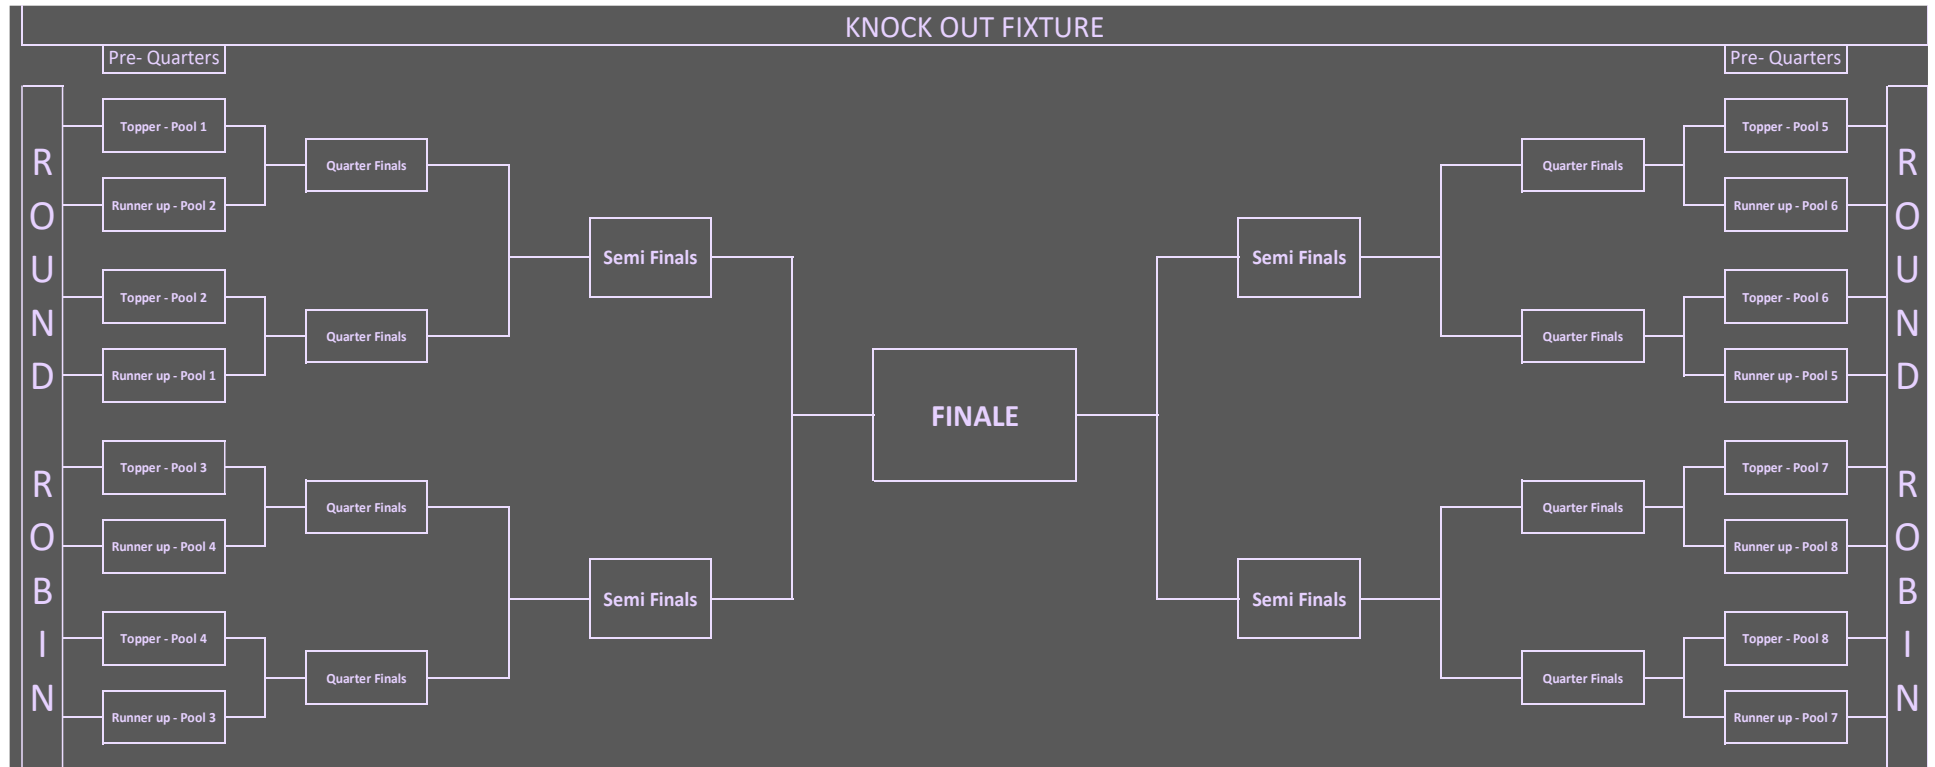 KNOCK OUT FIXTURE
Pre- Quarters
Pre- Quarters
ROUND ROBIN
Topper - Pool 1
Runner up - Pool 2
Topper - Pool 2
Runner up - Pool 1
Topper - Pool 3
Runner up - Pool 4
Topper - Pool 4
Runner up - Pool 3
Quarter Finals
Quarter Finals
Quarter Finals
Quarter Finals
Semi Finals
Semi Finals
FINALE
Semi Finals
Semi Finals
Quarter Finals
Quarter Finals
Quarter Finals
Quarter Finals
Topper - Pool 5
Runner up - Pool 6
Topper - Pool 6
Runner up - Pool 5
Topper - Pool 7
Runner up - Pool 8
Topper - Pool 8
Runner up - Pool 7
ROUND ROBIN